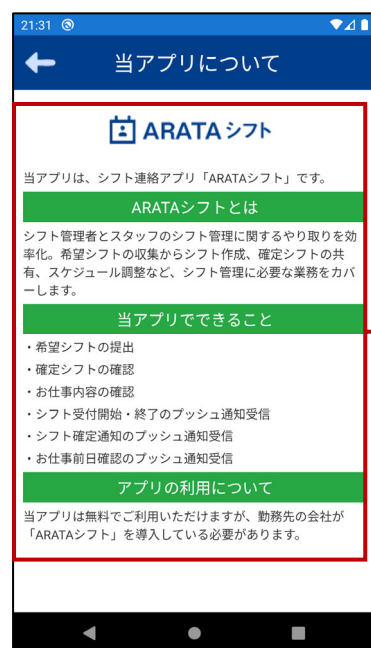 21:31
当アプリについて
ARATAシフト
当アプリは、シフト連絡アプリ「ARATAシフト」です。
ARATAシフトとは
シフト管理者とスタッフのシフト管理に関するやり取りを効
率化。希望シフトの収集からシフト作成、確定シフトの共
有、スケジュール調整など、シフト管理に必要な業務をカバ
ーします。
当アプリでできること
・希望シフトの提出
・確定シフトの確認
・お仕事内容の確認
・シフト受付開始・終了のプッシュ通知受信
・シフト確定通知のプッシュ通知受信
・お仕事前日確認のプッシュ通知受信
アプリの利用について
当アプリは無料でご利用いただけますが、勤務先の会社が
「ARATAシフト」を導入している必要があります。